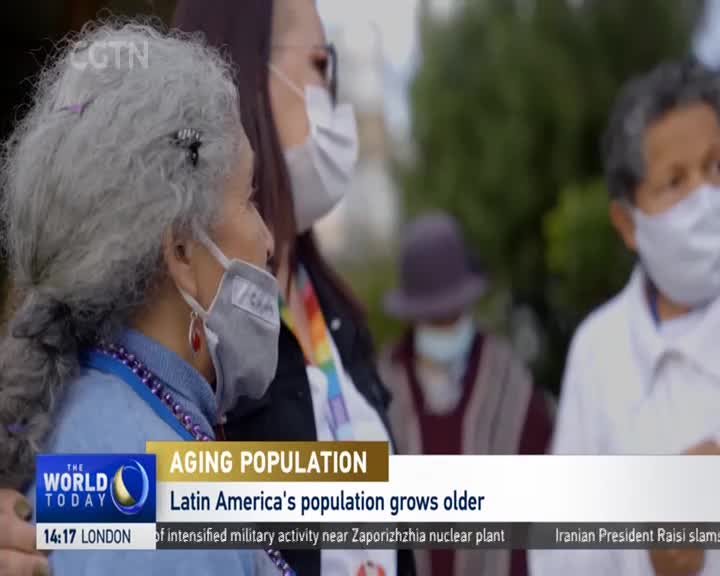 CGTN
AGING POPULATION
THE
WORLD
TODAY
Latin America's population grows older
14:17 LONDON
of intensified military activity near Zaporizhzhia nuclear plant Iranian President Raisi slams